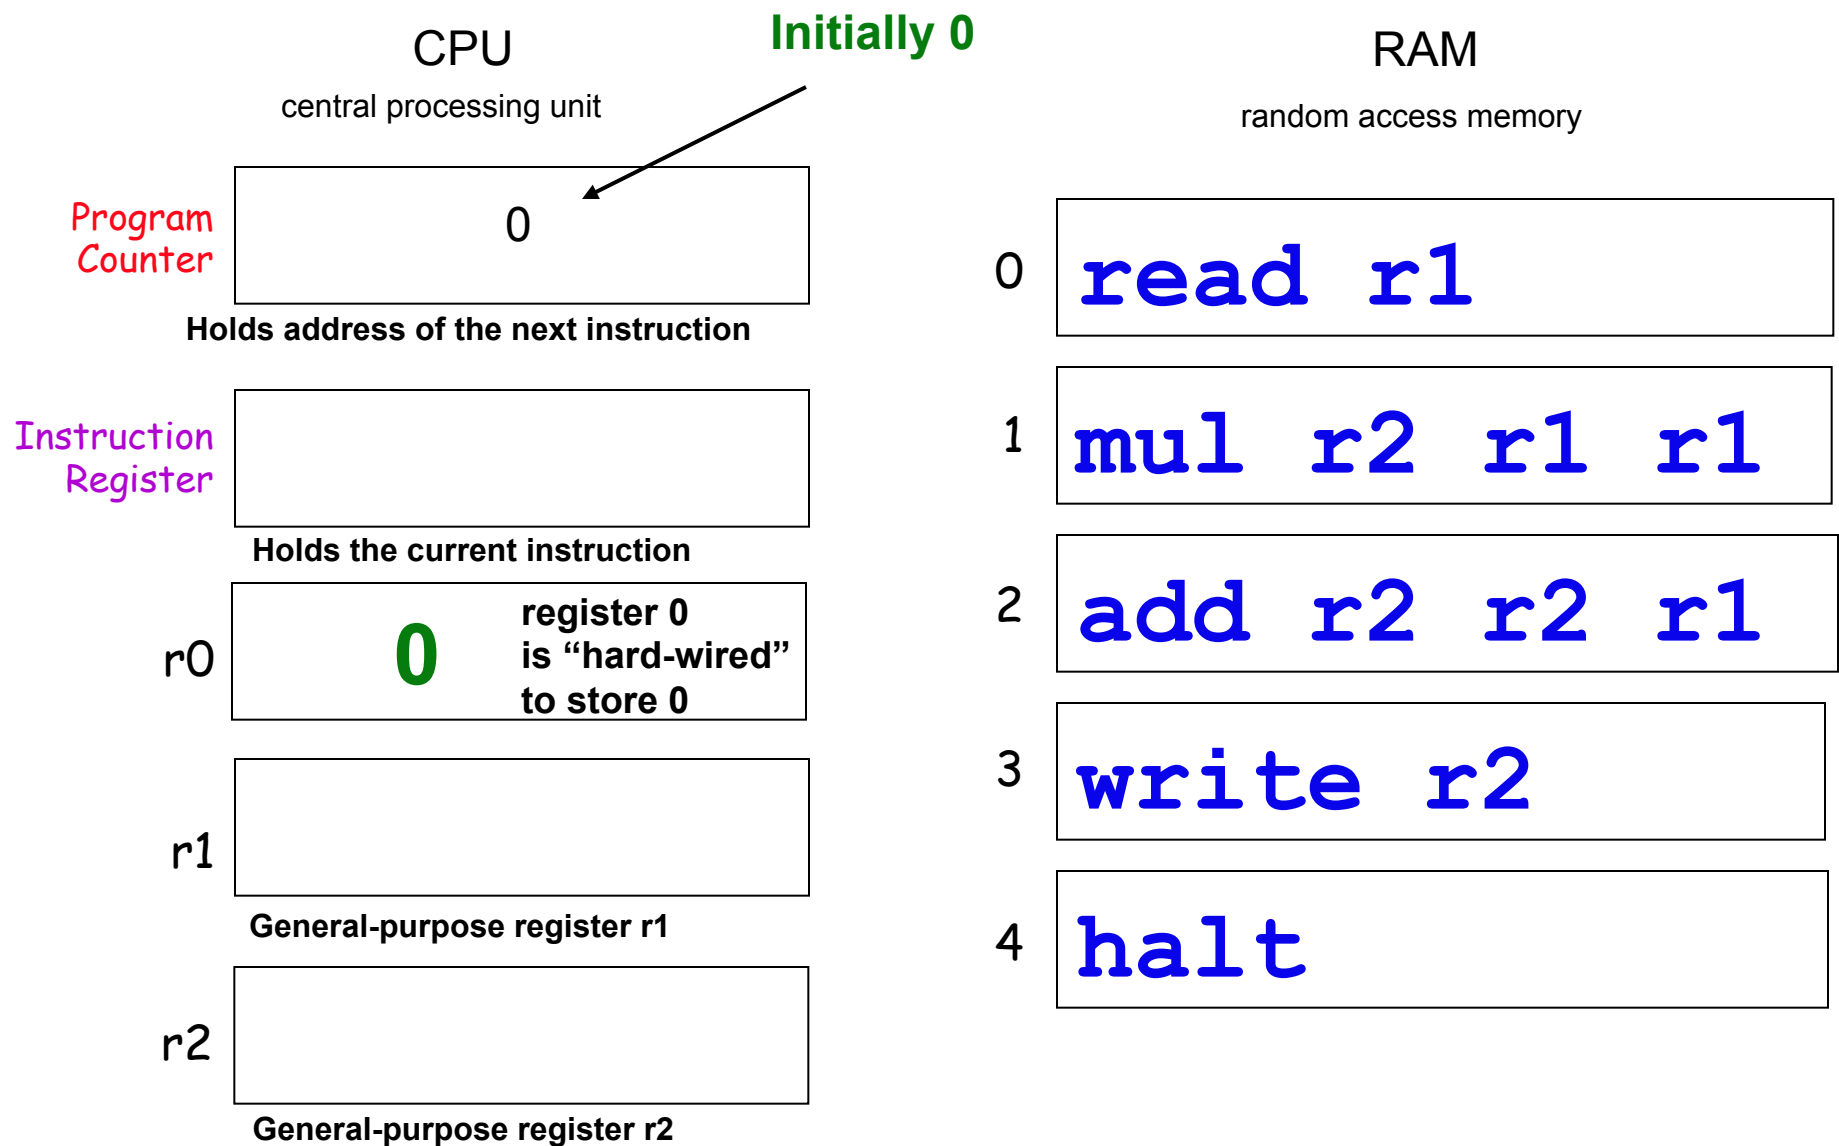 CPU
central processing unit
Initially 0
Program
Counter
0
Holds address of the next instruction
Instruction
Register
Holds the current instruction
r0
0
register 0
is “hard-wired”
to store 0
r1
General-purpose register r1
r2
General-purpose register r2
RAM
random access memory
0
read r1
1
mul r2 r1 r1
2
add r2 r2 r1
3
write r2
4
halt